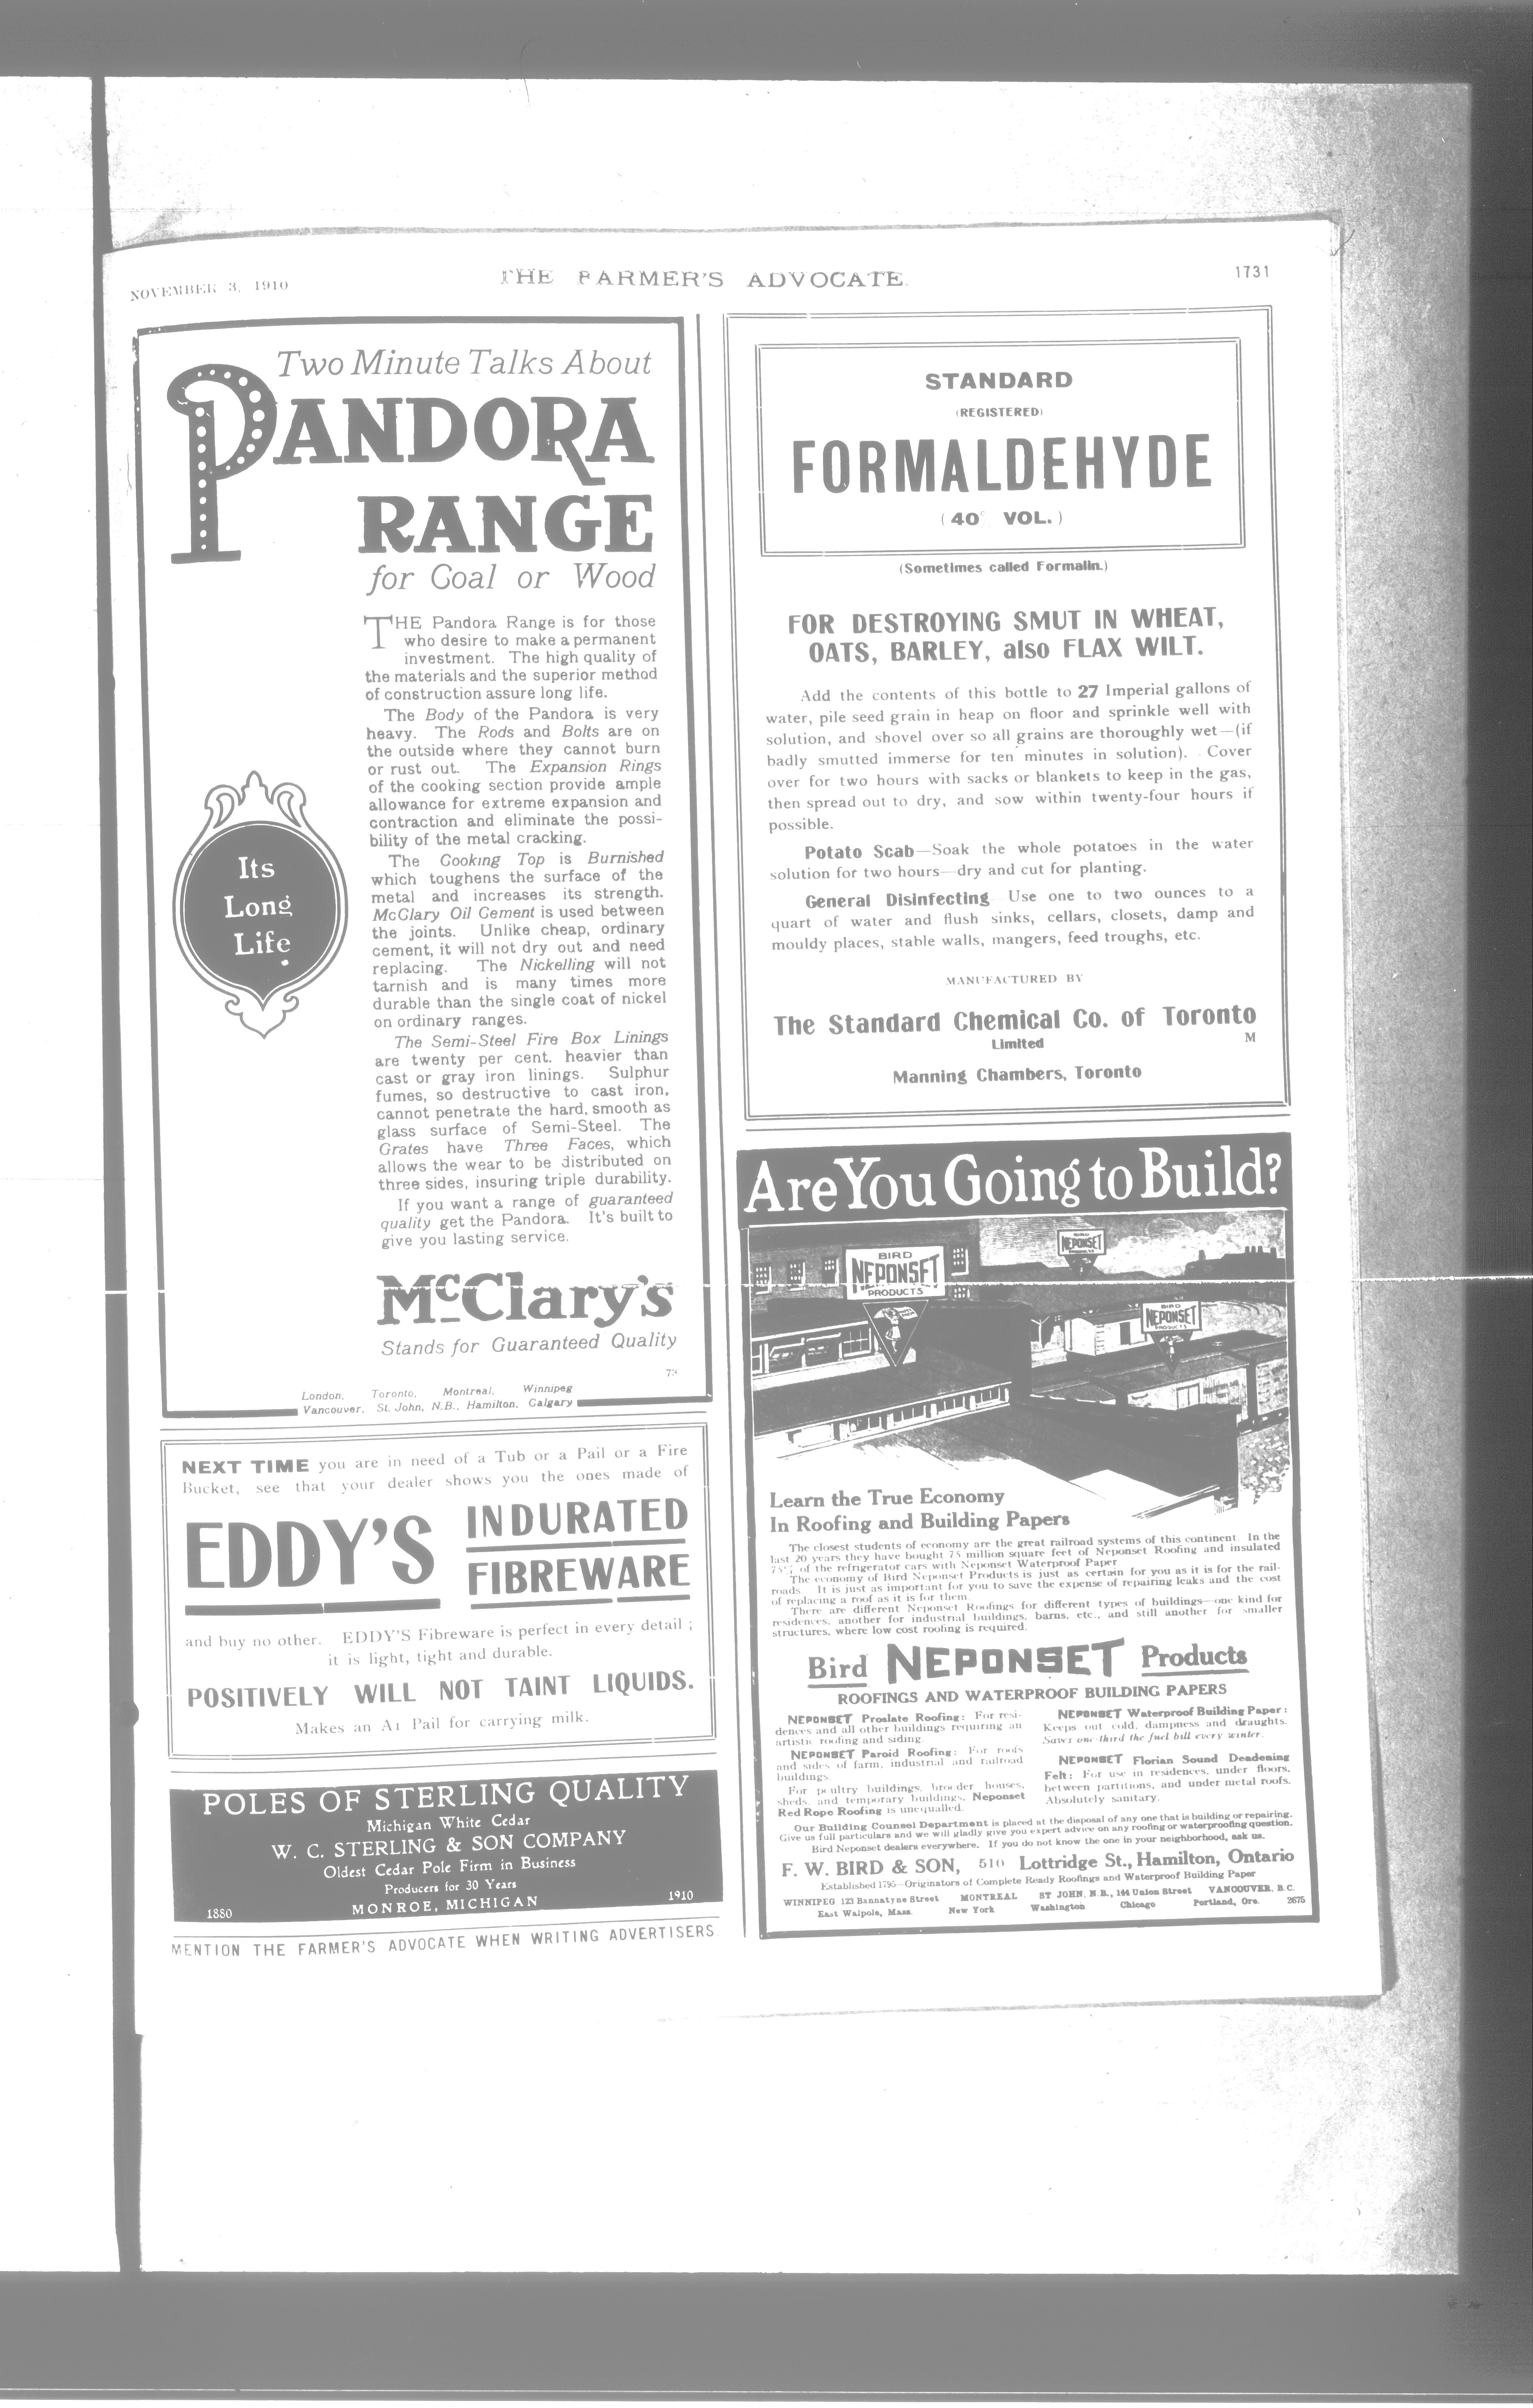 NOVEMBER 3, 1910
THE FARMER'S ADVOCATE.
1731
Two Minute Talks About
PANDORA
RANGE
for Coal or Wood
Its
Long
Life
THE Pandora Range is for those
who desire to make a permanent
investment. The high quality of
the materials and the superior method
of construction assure long life.
The Body of the Pandora is very
heavy. The Rods and Bolts are on
the outside where they cannot burn
or rust out. The Expansion Rings
of the cooking section provide ample
allowance for extreme expansion and
contraction and eliminate the possi-
bility of the metal cracking.
The Cooking Top is Burnished
which toughens the surface of the
metal and increases its strength.
McClary Oil Cement is used between
the joints. Unlike cheap, ordinary
cement, it will not dry out and need
replacing. The Nickelling will not
tarnish and is many times more
durable than the single coat of nickel
on ordinary ranges.
The Semi-Steel Fire Box Linings
are twenty per cent. heavier than
cast or gray iron linings. Sulphur
fumes, so destructive to cast iron,
cannot penetrate the hard, smooth as
glass surface of Semi-Steel. The
Grates have Three Faces, which
allows the wear to be distributed on
three sides, insuring triple durability.
If you want a range of guaranteed
quality get the Pandora. It's built to
give you lasting service.
McClary's
Stands for Guaranteed Quality
London, Toronto, Montreal, Winnipeg
Vancouver, St. John, N.B., Hamilton, Calgary
NEXT TIME you are in need of a Tub or a Pail or a Fire
Bucket, see that your dealer shows you the ones made of
EDDY'S
INDURATED
FIBREWARE
and buy no other. EDDY'S Fibreware is perfect in every detail ;
it is light, tight and durable.
POSITIVELY WILL NOT TAINT LIQUIDS.
Makes an A1 Pail for carrying milk.
POLES OF STERLING QUALITY
Michigan White Cedar
W. C. STERLING & SON COMPANY
Oldest Cedar Pole Firm in Business
Producers for 30 Years
1880 MONROE, MICHIGAN 1910
MENTION THE FARMER'S ADVOCATE WHEN WRITING ADVERTISERS
STANDARD
(REGISTERED)
FORMALDEHYDE
(40° VOL.)
(Sometimes called Formalin.)
FOR DESTROYING SMUT IN WHEAT,
OATS, BARLEY, also FLAX WILT.
Add the contents of this bottle to 27 Imperial gallons of
water, pile seed grain in heap on floor and sprinkle well with
solution, and shovel over so all grains are thoroughly wet—(if
badly smutted immerse for ten minutes in solution). Cover
over for two hours with sacks or blankets to keep in the gas,
then spread out to dry, and sow within twenty-four hours if
possible.
Potato Scab—Soak the whole potatoes in the water
solution for two hours—dry and cut for planting.
General Disinfecting Use one to two ounces to a
quart of water and flush sinks, cellars, closets, damp and
mouldy places, stable walls, mangers, feed troughs, etc.
MANUFACTURED BY
The Standard Chemical Co. of Toronto
Limited
M
Manning Chambers, Toronto
Are You Going to Build?
BIRD
NEPONSET
PRODUCTS
BIRD
NEPONSET
PRODUCTS
BIRD
NEPONSET
PRODUCTS
Learn the True Economy
In Roofing and Building Papers
The closest students of economy are the great railroad systems of this continent. In the
last 20 years they have bought 75 million square feet of Neponset Roofing and insulated
75% of the refrigerator cars with Neponset Waterproof Paper
The economy of Bird Neponset Products is just as certain for you as it is for the rail-
roads. It is just as important for you to save the expense of repairing leaks and the cost
of replacing a roof as it is for them.
There are different Neponset Roofings for different types of buildings—one kind for
residences, another for industrial buildings, barns, etc., and still another for smaller
structures, where low cost roofing is required.
Bird NEPONSET Products
ROOFINGS AND WATERPROOF BUILDING PAPERS
NEPONSET Proslate Roofing: For resi-
dences and all other buildings requiring an
artistic roofing and siding.
NEPONSET Paroid Roofing: For roofs
and sides of farm, industrial and railroad
buildings.
For poultry buildings, brooder houses,
sheds, and temporary buildings, Neponset
Red Rope Roofing is unequalled.
NEPONSET Waterproof Building Paper:
Keeps out cold, dampness and draughts.
Saves one-third the fuel bill every winter.
NEPONSET Florian Sound Deadening
Felt: For use in residences, under floors,
between partitions, and under metal roofs.
Absolutely sanitary.
Our Building Counsel Department is placed at the disposal of any one that is building or repairing.
Give us full particulars and we will gladly give you expert advice on any roofing or waterproofing question.
Bird Neponset dealers everywhere. If you do not know the one in your neighborhood, ask us.
F. W. BIRD & SON, 510 Lottridge St., Hamilton, Ontario
Established 1795—Originators of Complete Ready Roofings and Waterproof Building Paper
WINNIPEG 123 Bannatyne Street MONTREAL ST JOHN, N.B., 144 Union Street VANCOUVER, B.C.
East Walpole, Mass. New York Washington Chicago Portland, Ore. 2675